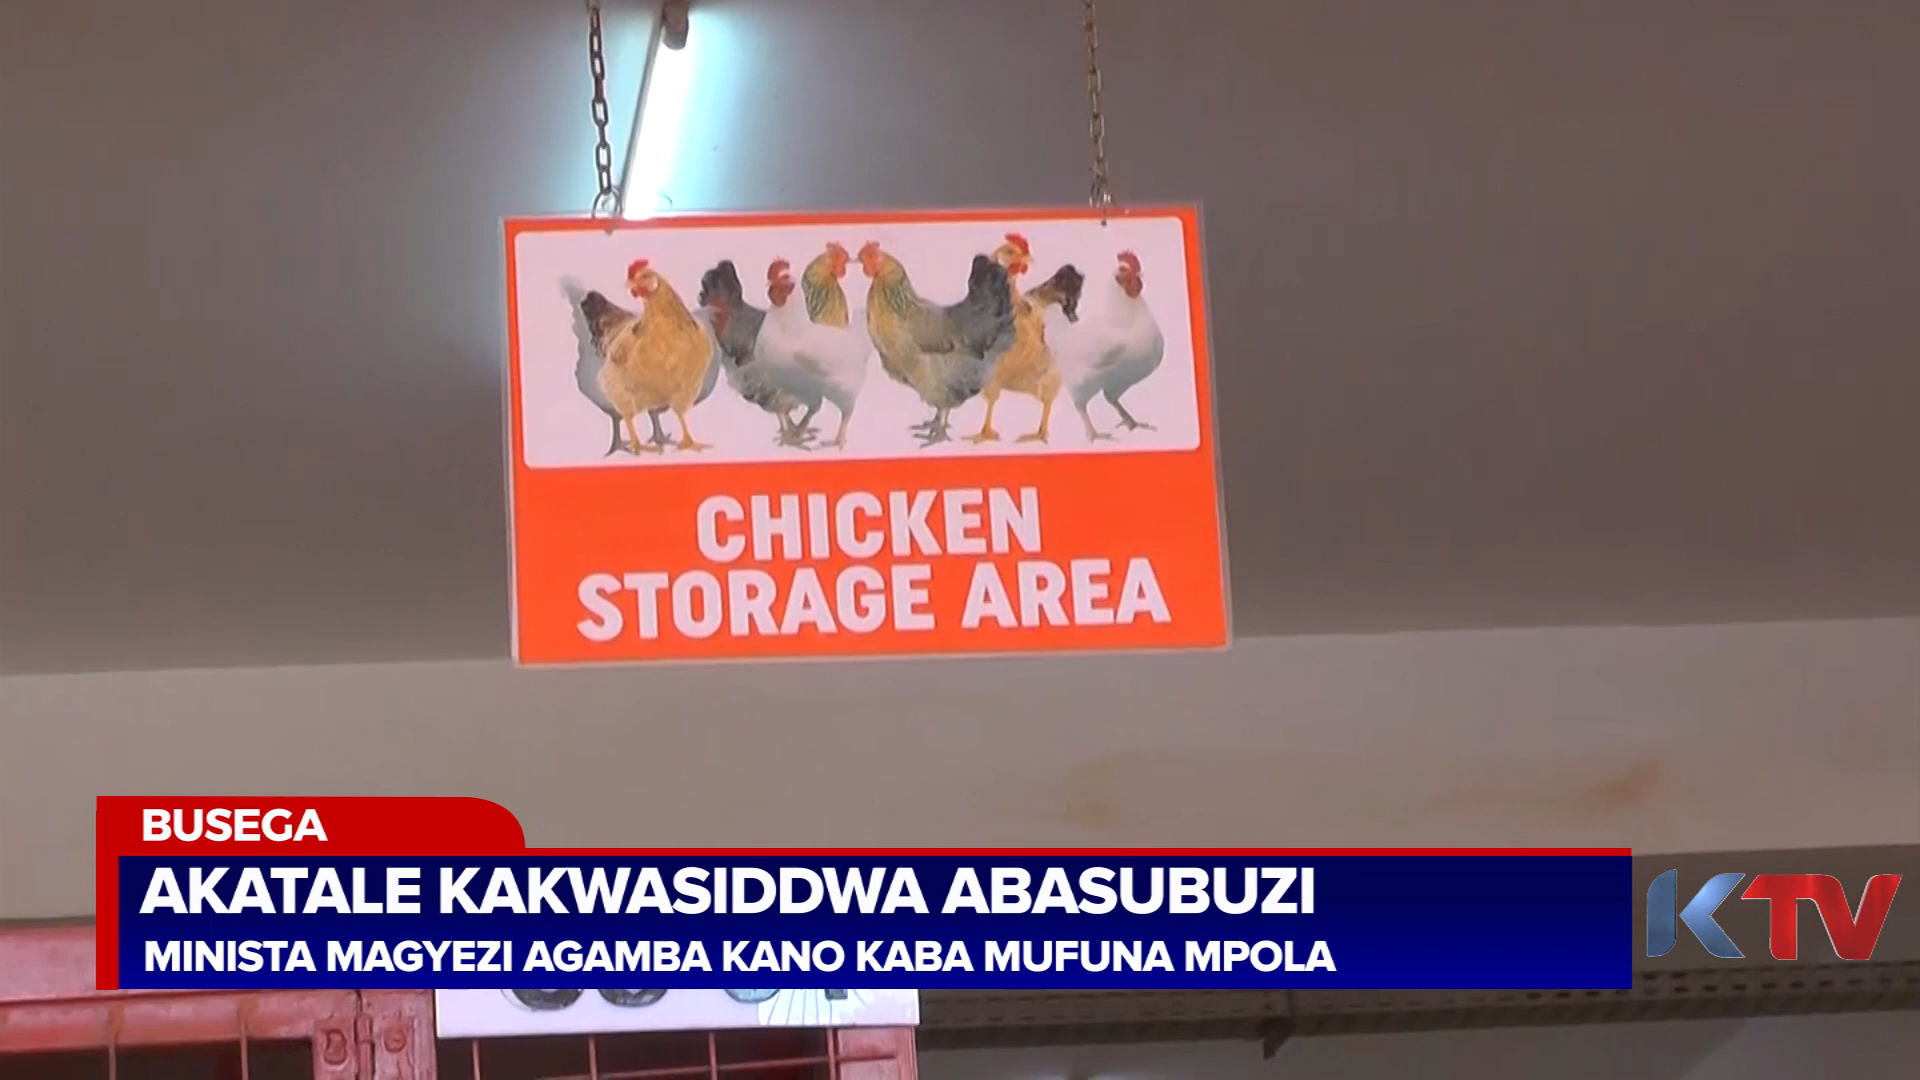 CHICKEN
STORAGE AREA
BUSEGA
AKATALE KAKWASIDDWA ABASUBUZI
MINISTA MAGYEZI AGAMBA KANO KABA MUFUNA MPOLA
KTV